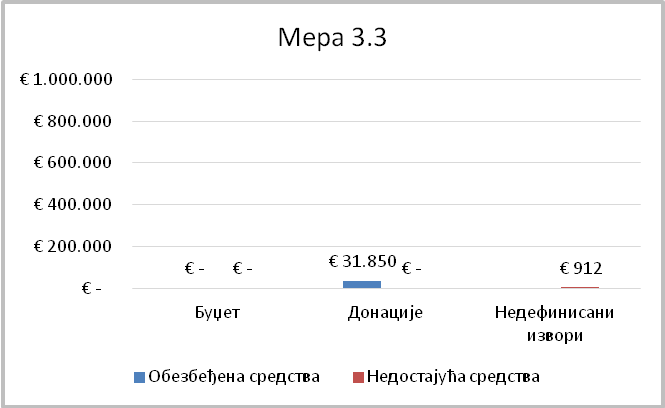 Мера 3.3
€ 1.000.000
€ 800.000
€ 600.000
€ 400.000
€ 200.000
€ -
€ - € - € 31.850 € - € 912
Буџет Донације Недефинисани
извори
Обезбеђена средства Недостајућа средства